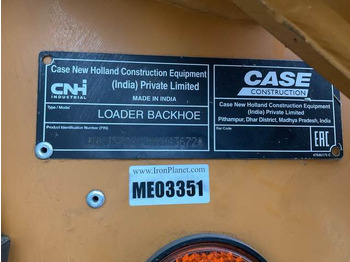 Case New Holland Construction Equipment
(India) Private Limited
CNH
INDUSTRIAL
MADE IN INDIA
Type / Model
LOADER BACKHOE
Product Identification Number (PIN)
CASE
CONSTRUCTION
Case New Holland Construction Equipment
(India) Private Limited
Pithampur, Dhar District, Madhya Pradesh, India
Bar Code
EAC
www.IronPlanet.com
ME03351